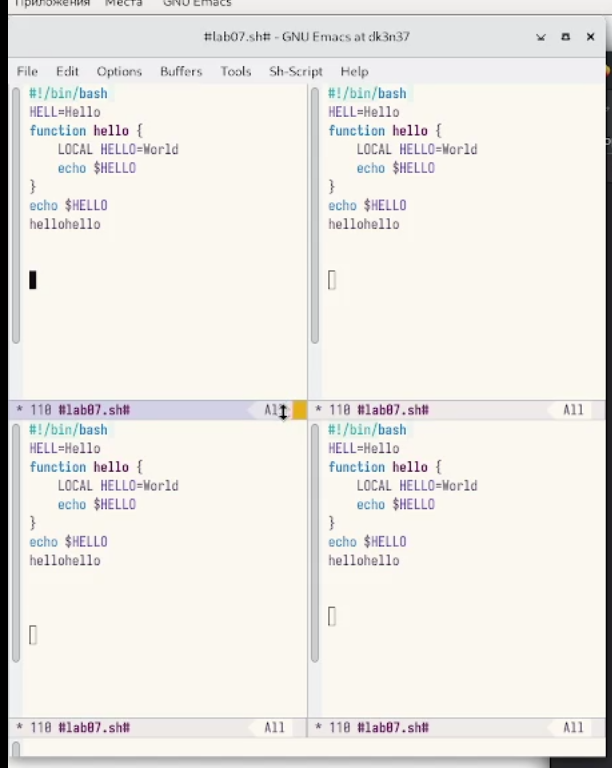 Приложения Места GNU Emacs
#lab07.sh# - GNU Emacs at dk3n37
File Edit Options Buffers Tools Sh-Script Help
#!/bin/bash
HELL=Hello
function hello {
    LOCAL HELLO=World
    echo $HELLO
}
echo $HELLO
hellohello
* 110 #lab07.sh# All
#!/bin/bash
HELL=Hello
function hello {
    LOCAL HELLO=World
    echo $HELLO
}
echo $HELLO
hellohello
* 110 #lab07.sh# All
#!/bin/bash
HELL=Hello
function hello {
    LOCAL HELLO=World
    echo $HELLO
}
echo $HELLO
hellohello
* 110 #lab07.sh# All
#!/bin/bash
HELL=Hello
function hello {
    LOCAL HELLO=World
    echo $HELLO
}
echo $HELLO
hellohello
* 110 #lab07.sh# All